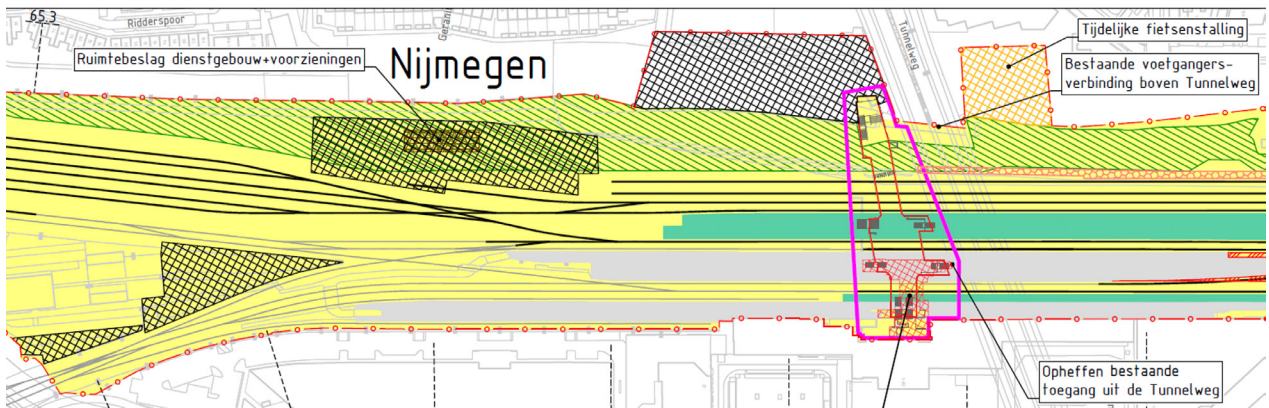 65.3
Ridderspoor
Ruimtebeslag dienstgebouw+voorzieningen
Nijmegen
Tunnelweg
Tijdelijke fietsenstalling
Bestaande voetgangers-
verbinding boven Tunnelweg
Opheffen bestaande
toegang uit de Tunnelweg